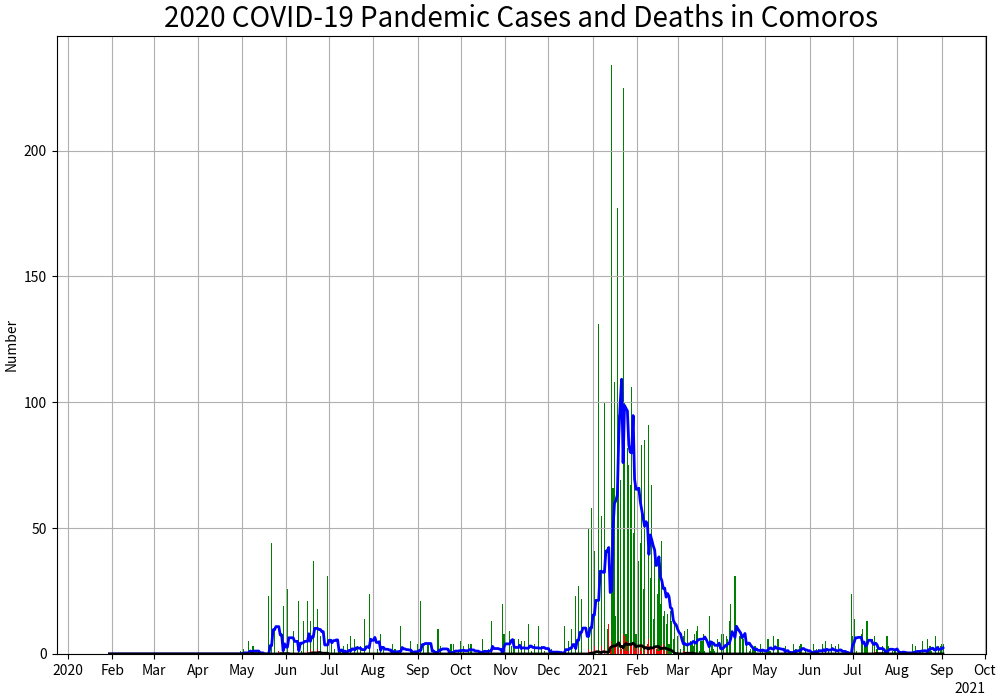 2020 COVID-19 Pandemic Cases and Deaths in Comoros
Number
200
150
100
50
0
2020 Feb Mar Apr May Jun Jul Aug Sep Oct Nov Dec 2021 Feb Mar Apr May Jun Jul Aug Sep Oct
2021